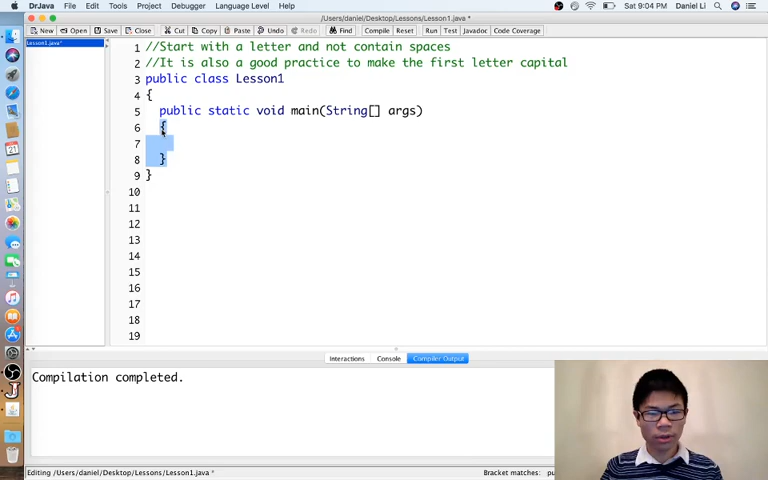 DrJava File Edit Tools Project Debugger Language Level Help Sat 9:04 PM Daniel Li
/Users/daniel/Desktop/Lessons/Lesson1.java *
New Open Save Close Cut Copy Paste Undo Redo Find Compile Reset Run Test Javadoc Code Coverage
Lesson1.java*
1 //Start with a letter and not contain spaces
2 //It is also a good practice to make the first letter capital
3 public class Lesson1
4 {
5 public static void main(String[] args)
6 {
7
8 }
9 }
10
11
12
13
14
15
16
17
18
19
Interactions Console Compiler Output
Compilation completed.
Editing /Users/daniel/Desktop/Lessons/Lesson1.java * Bracket matches: pu